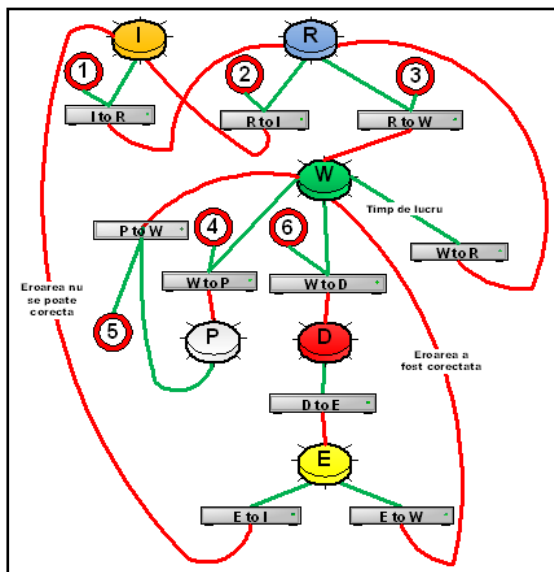 I
R
1
2
3
I to R
R to I
R to W
W
Timp de lucru
P to W
4
6
W to R
W to P
W to D
Eroarea nu
se poate
corecta
5
P
D
Eroarea a
fost corectata
D to E
E
E to I
E to W